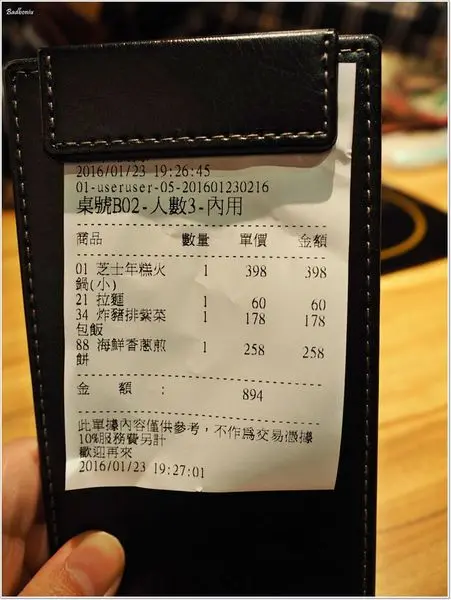 Badboniu
2016/01/23 19:26:45
01-useruser-05-201601230216
桌號B02-人數3-內用
商品 數量 單價 金額
01 芝士年糕火 1 398 398
鍋(小)
21 拉麵 1 60 60
34 炸豬排紫菜 1 178 178
包飯
88 海鮮香蔥煎 1 258 258
餅
金 額 : 894
此單據內容僅供參考，不作為交易憑據
10%服務費另計
歡迎再來
2016/01/23 19:27:01